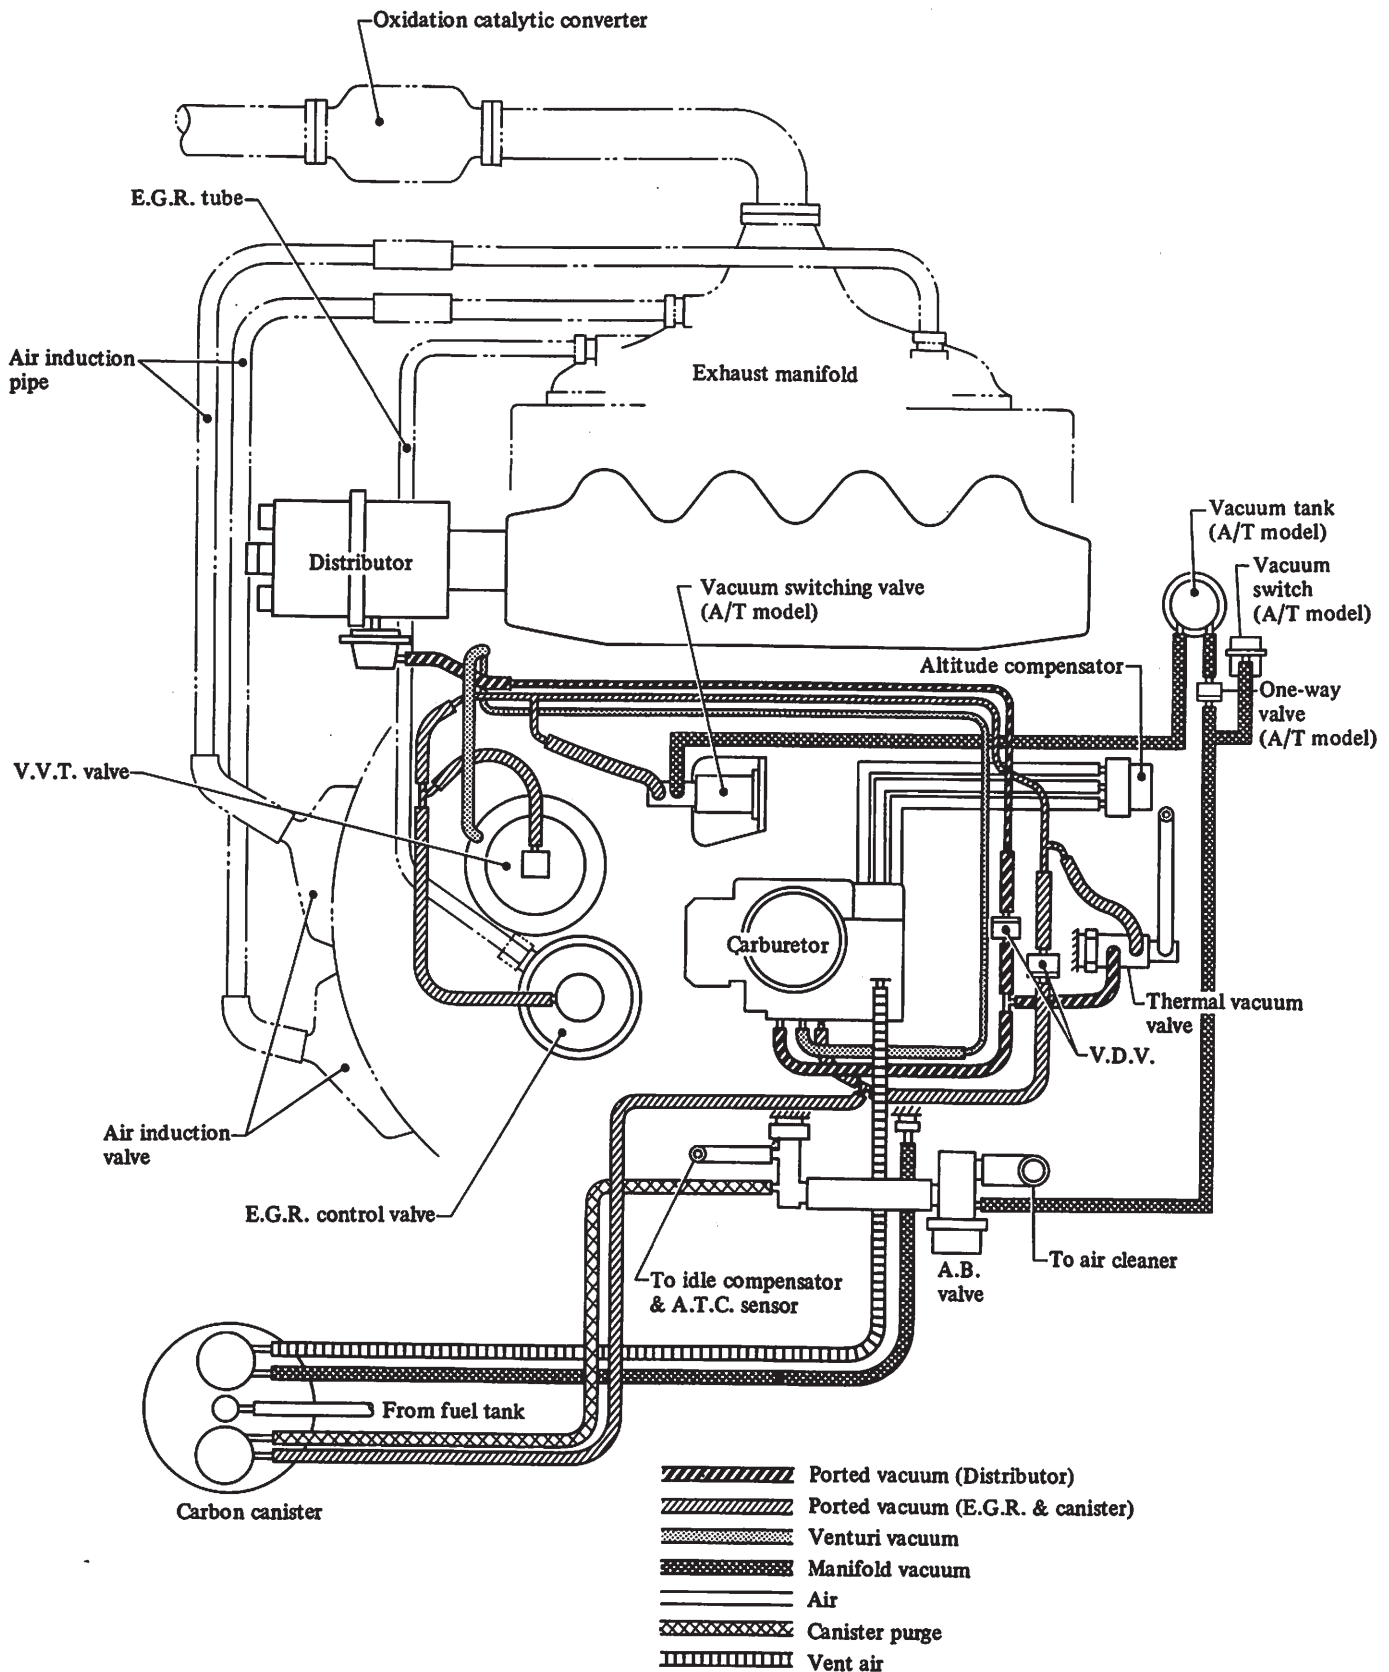 Oxidation catalytic converter
E.G.R. tube
Air induction
pipe
Exhaust manifold
Distributor
Vacuum switching valve
(A/T model)
Vacuum tank
(A/T model)
Vacuum
switch
(A/T model)
Altitude compensator
One-way
valve
(A/T model)
V.V.T. valve
Carburetor
Thermal vacuum
valve
V.D.V.
Air induction
valve
E.G.R. control valve
To idle compensator
& A.T.C. sensor
A.B.
valve
To air cleaner
From fuel tank
Carbon canister
Ported vacuum (Distributor)
Ported vacuum (E.G.R. & canister)
Venturi vacuum
Manifold vacuum
Air
Canister purge
Vent air